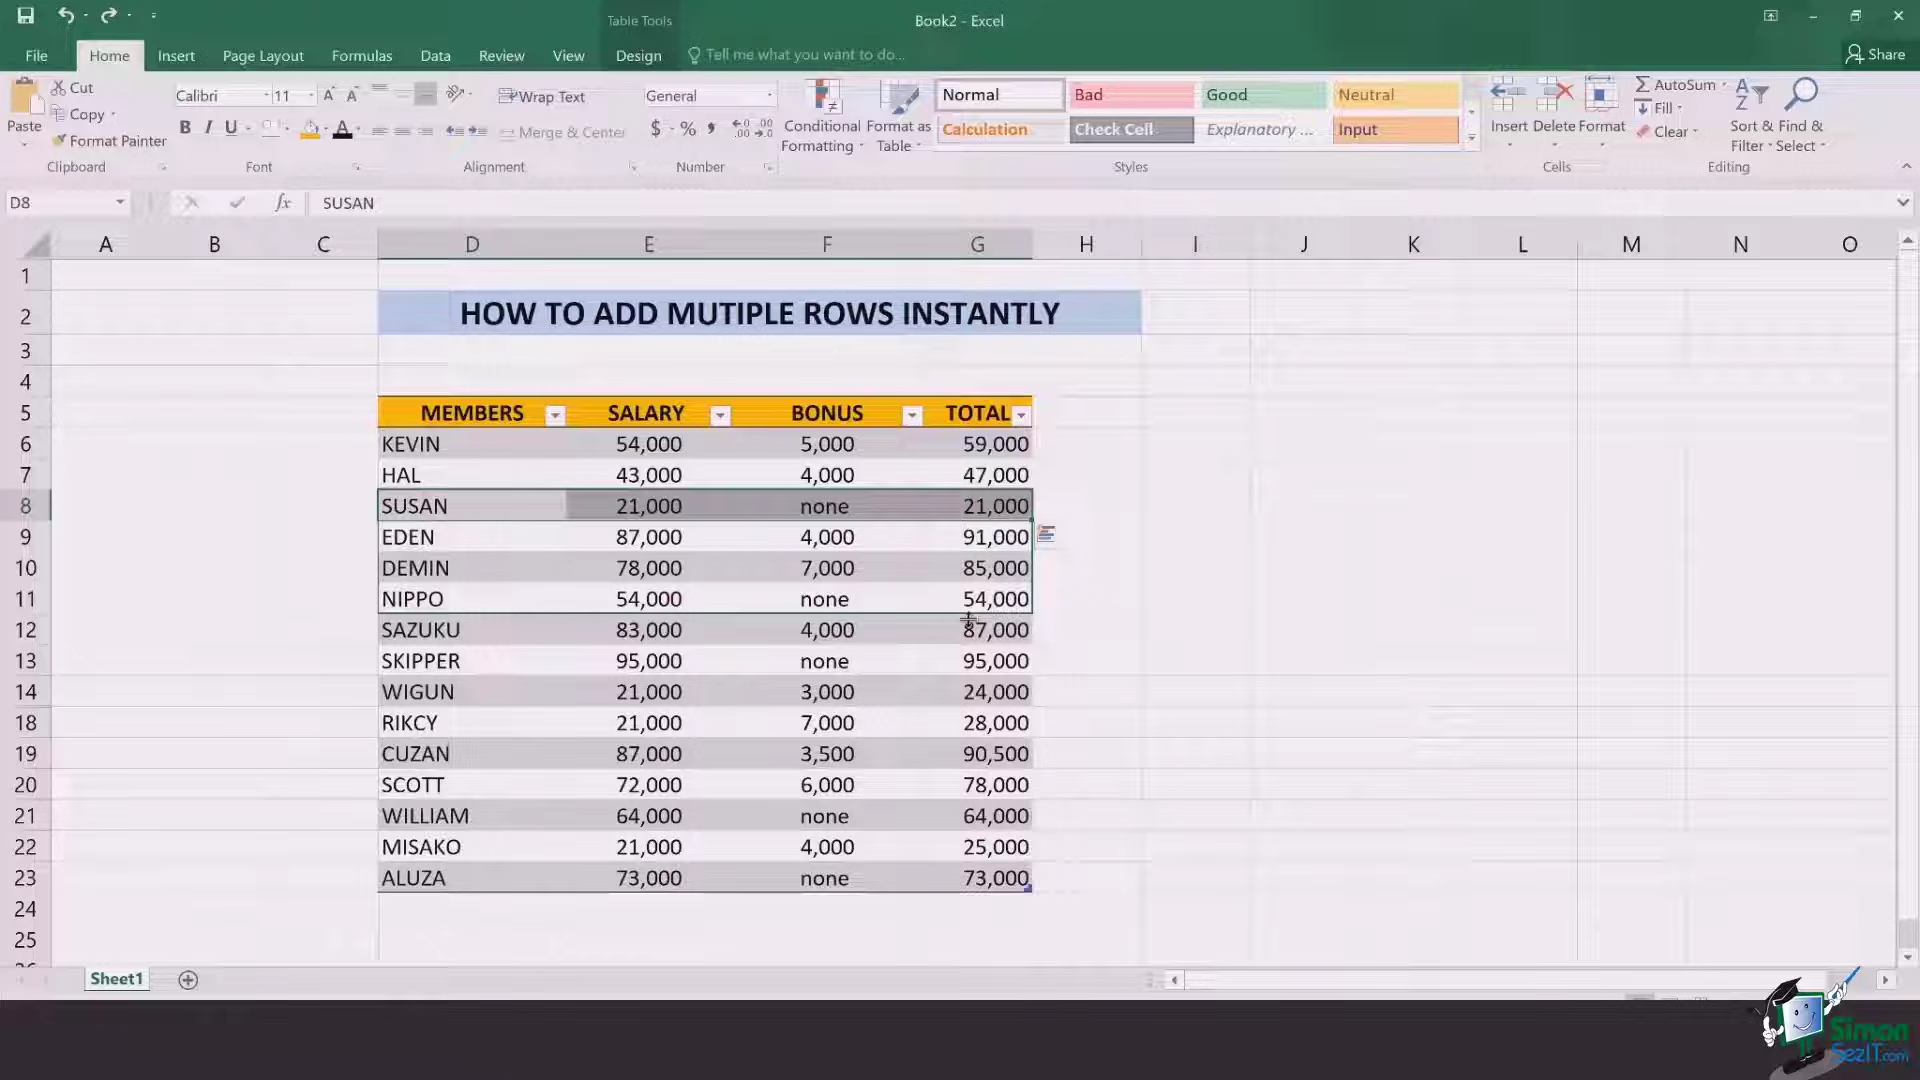 Table Tools
Book2 - Excel
File Home Insert Page Layout Formulas Data Review View Design Tell me what you want to do... Share
Paste
Cut
Copy
Format Painter
Clipboard
Calibri 11 A A
B I U A
Font
Wrap Text
Merge & Center
Alignment
General
$ % , .0 .00 .00 .0
Number
Conditional Formatting
Format as Table
Normal Bad Good Neutral
Calculation Check Cell Explanatory ... Input
Styles
Insert Delete Format
Cells
AutoSum
Fill
Clear
Sort & Filter
Find & Select
Editing
D8 fx SUSAN
A B C D E F G H I J K L M N O
1
2 HOW TO ADD MUTIPLE ROWS INSTANTLY
3
4
5 MEMBERS SALARY BONUS TOTAL
6 KEVIN 54,000 5,000 59,000
7 HAL 43,000 4,000 47,000
8 SUSAN 21,000 none 21,000
9 EDEN 87,000 4,000 91,000
10 DEMIN 78,000 7,000 85,000
11 NIPPO 54,000 none 54,000
12 SAZUKU 83,000 4,000 87,000
13 SKIPPER 95,000 none 95,000
14 WIGUN 21,000 3,000 24,000
18 RIKCY 21,000 7,000 28,000
19 CUZAN 87,000 3,500 90,500
20 SCOTT 72,000 6,000 78,000
21 WILLIAM 64,000 none 64,000
22 MISAKO 21,000 4,000 25,000
23 ALUZA 73,000 none 73,000
24
25
Sheet1
Simon
SezIT.com